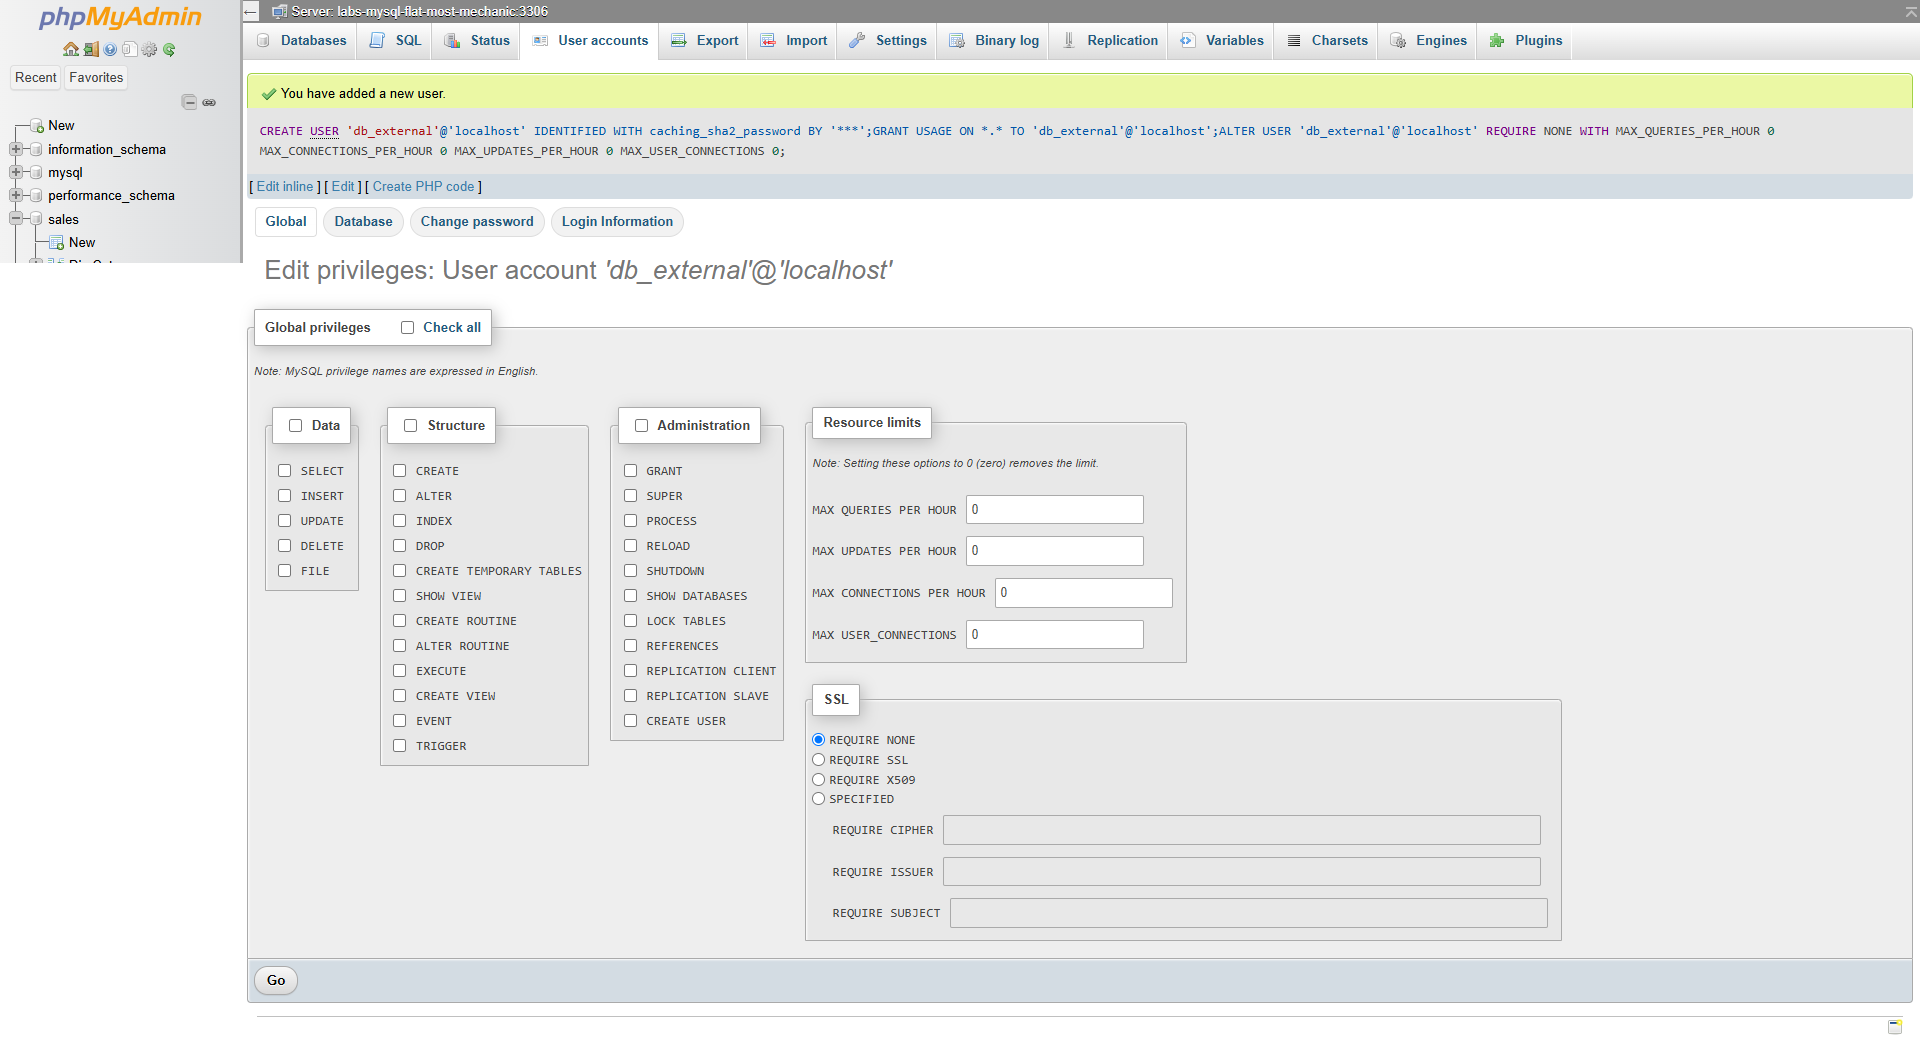 phpMyAdmin
Recent Favorites
New
information_schema
mysql
performance_schema
sales
New
Server: labs-mysql-flat-most-mechanic:3306
Databases SQL Status User accounts Export Import Settings Binary log Replication Variables Charsets Engines Plugins
You have added a new user.
CREATE USER 'db_external'@'localhost' IDENTIFIED WITH caching_sha2_password BY '***';GRANT USAGE ON *.* TO 'db_external'@'localhost';ALTER USER 'db_external'@'localhost' REQUIRE NONE WITH MAX_QUERIES_PER_HOUR 0
MAX_CONNECTIONS_PER_HOUR 0 MAX_UPDATES_PER_HOUR 0 MAX_USER_CONNECTIONS 0;
[ Edit inline ] [ Edit ] [ Create PHP code ]
Global Database Change password Login Information
Edit privileges: User account 'db_external'@'localhost'
Global privileges Check all
Note: MySQL privilege names are expressed in English.
Data
SELECT
INSERT
UPDATE
DELETE
FILE
Structure
CREATE
ALTER
INDEX
DROP
CREATE TEMPORARY TABLES
SHOW VIEW
CREATE ROUTINE
ALTER ROUTINE
EXECUTE
CREATE VIEW
EVENT
TRIGGER
Administration
GRANT
SUPER
PROCESS
RELOAD
SHUTDOWN
SHOW DATABASES
LOCK TABLES
REFERENCES
REPLICATION CLIENT
REPLICATION SLAVE
CREATE USER
Resource limits
Note: Setting these options to 0 (zero) removes the limit.
MAX QUERIES PER HOUR 0
MAX UPDATES PER HOUR 0
MAX CONNECTIONS PER HOUR 0
MAX USER_CONNECTIONS 0
SSL
REQUIRE NONE
REQUIRE SSL
REQUIRE X509
SPECIFIED
REQUIRE CIPHER
REQUIRE ISSUER
REQUIRE SUBJECT
Go